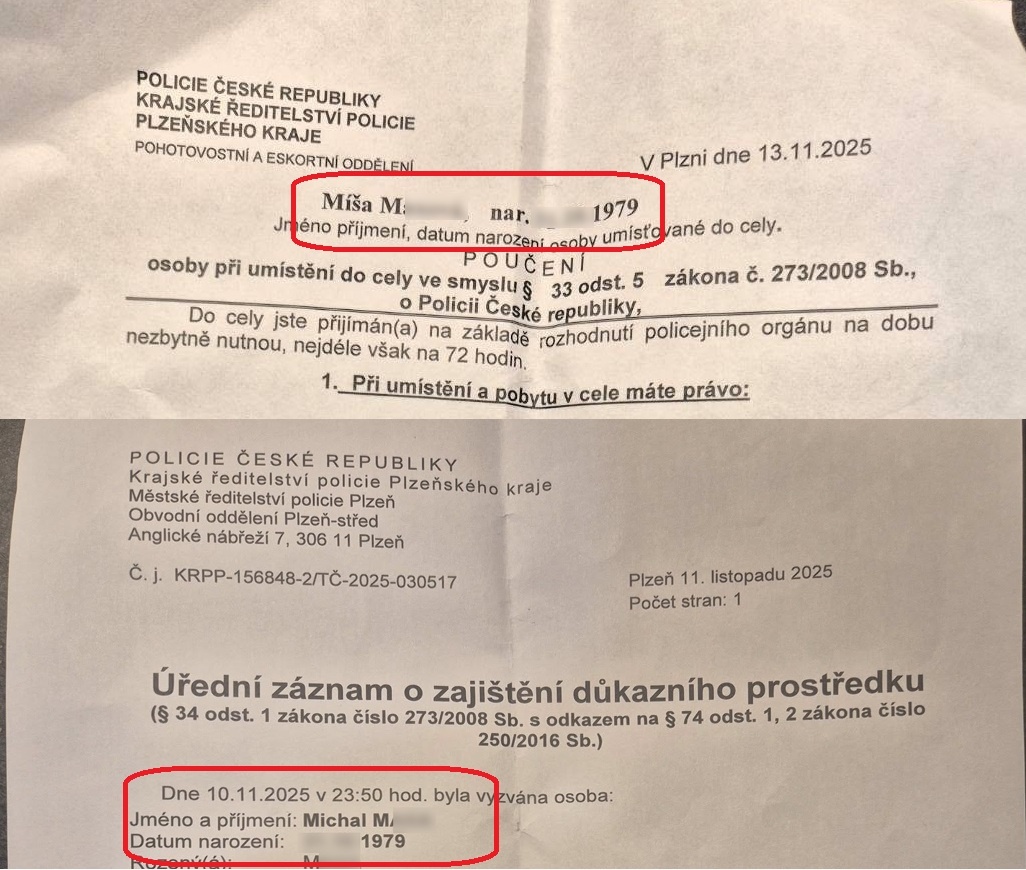 POLICIE ČESKÉ REPUBLIKY
KRAJSKÉ ŘEDITELSTVÍ POLICIE
PLZEŇSKÉHO KRAJE
POHOTOVOSTNÍ A ESKORTNÍ ODDĚLENÍ
V Plzni dne 13.11.2025
Míša M. nar. 1979
Jméno příjmení, datum narození osoby umísťované do cely.
POUČENÍ
osoby při umístění do cely ve smyslu § 33 odst. 5 zákona č. 273/2008 Sb.,
o Policii České republiky,
Do cely jste přijímán(a) na základě rozhodnutí policejního orgánu na dobu
nezbytně nutnou, nejdéle však na 72 hodin.
1. Při umístění a pobytu v cele máte právo:
POLICIE ČESKÉ REPUBLIKY
Krajské ředitelství policie Plzeňského kraje
Městské ředitelství policie Plzeň
Obvodní oddělení Plzeň-střed
Anglické nábřeží 7, 306 11 Plzeň
Č. j. KRPP-156848-2/TČ-2025-030517
Plzeň 11. listopadu 2025
Počet stran: 1
Úřední záznam o zajištění důkazního prostředku
(§ 34 odst. 1 zákona číslo 273/2008 Sb. s odkazem na § 74 odst. 1, 2 zákona číslo
250/2016 Sb.)
Dne 10.11.2025 v 23:50 hod. byla vyzvána osoba:
Jméno a příjmení: Michal M
Datum narození: 1979
Rozený(á): M